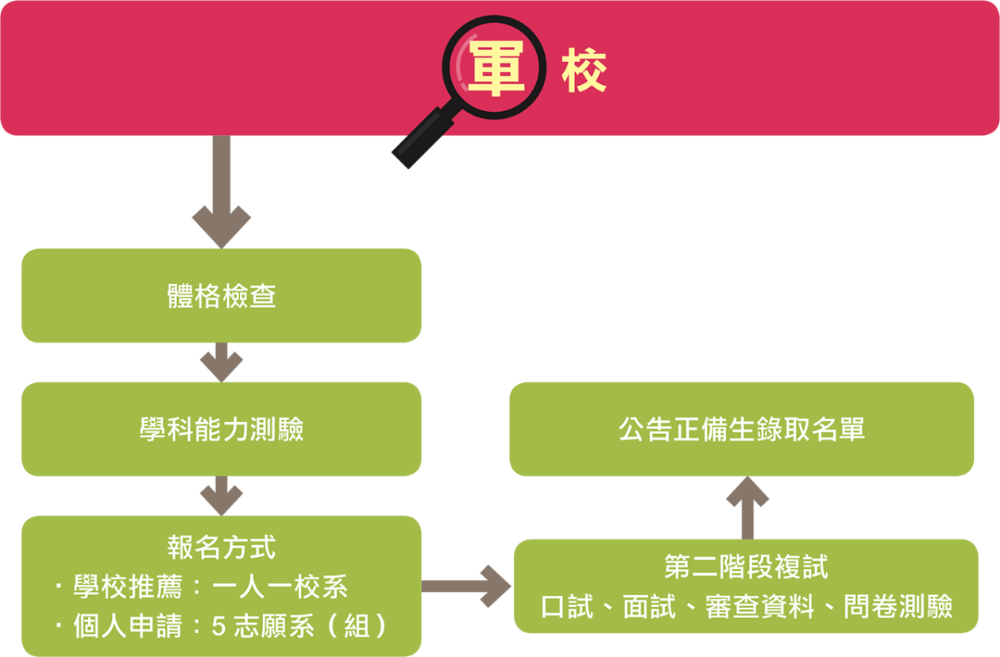 軍校
體格檢查
學科能力測驗
報名方式
．學校推薦：一人一校系
．個人申請：5 志願系（組）
第二階段複試
口試、面試、審查資料、問卷測驗
公告正備生錄取名單